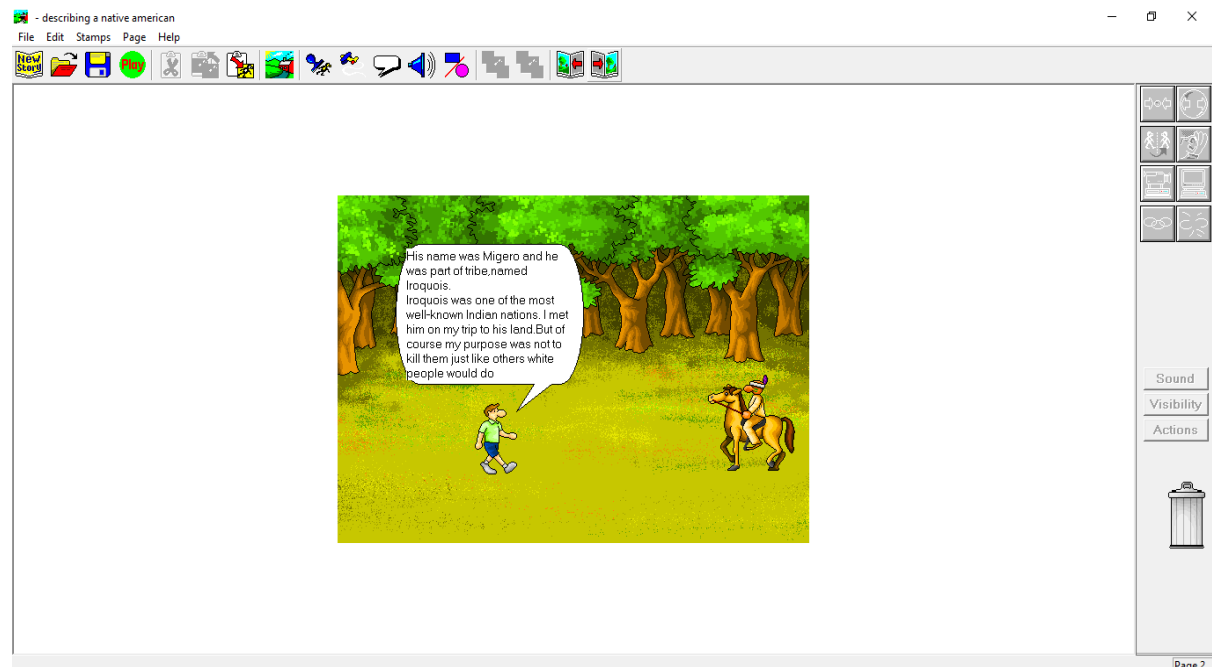 - describing a native american
File Edit Stamps Page Help
New Story Play
His name was Migero and he
was part of tribe,named
Iroquois.
Iroquois was one of the most
well-known Indian nations. I met
him on my trip to his land.But of
course my purpose was not to
kill them just like others white
people would do
Sound
Visibility
Actions
Page 2